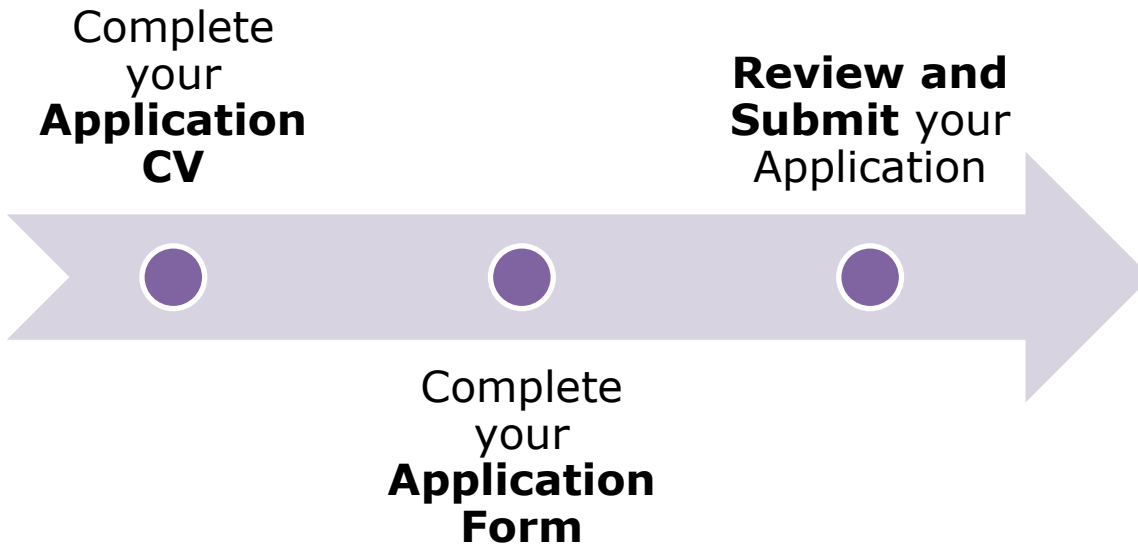 Complete
your
Application
CV
Complete
your
Application
Form
Review and
Submit your
Application